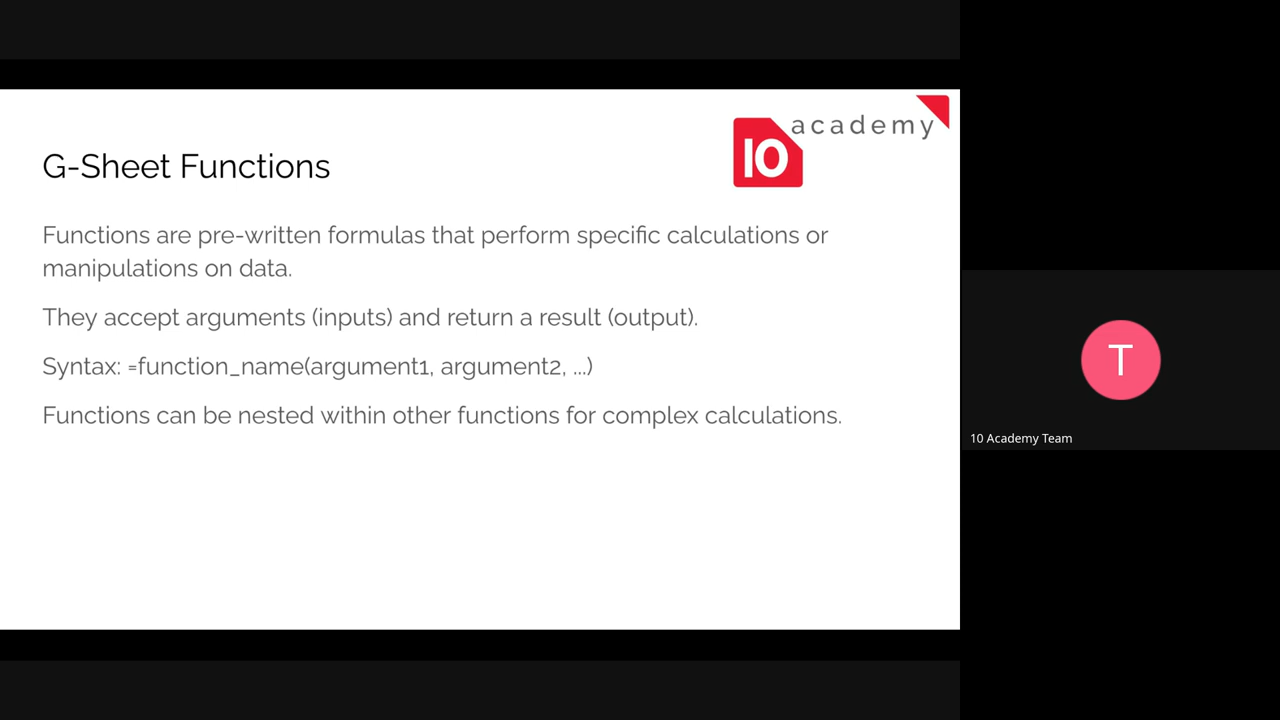 academy
10
G-Sheet Functions
Functions are pre-written formulas that perform specific calculations or
manipulations on data.
They accept arguments (inputs) and return a result (output).
Syntax: =function_name(argument1, argument2, ...)
Functions can be nested within other functions for complex calculations.
T
10 Academy Team